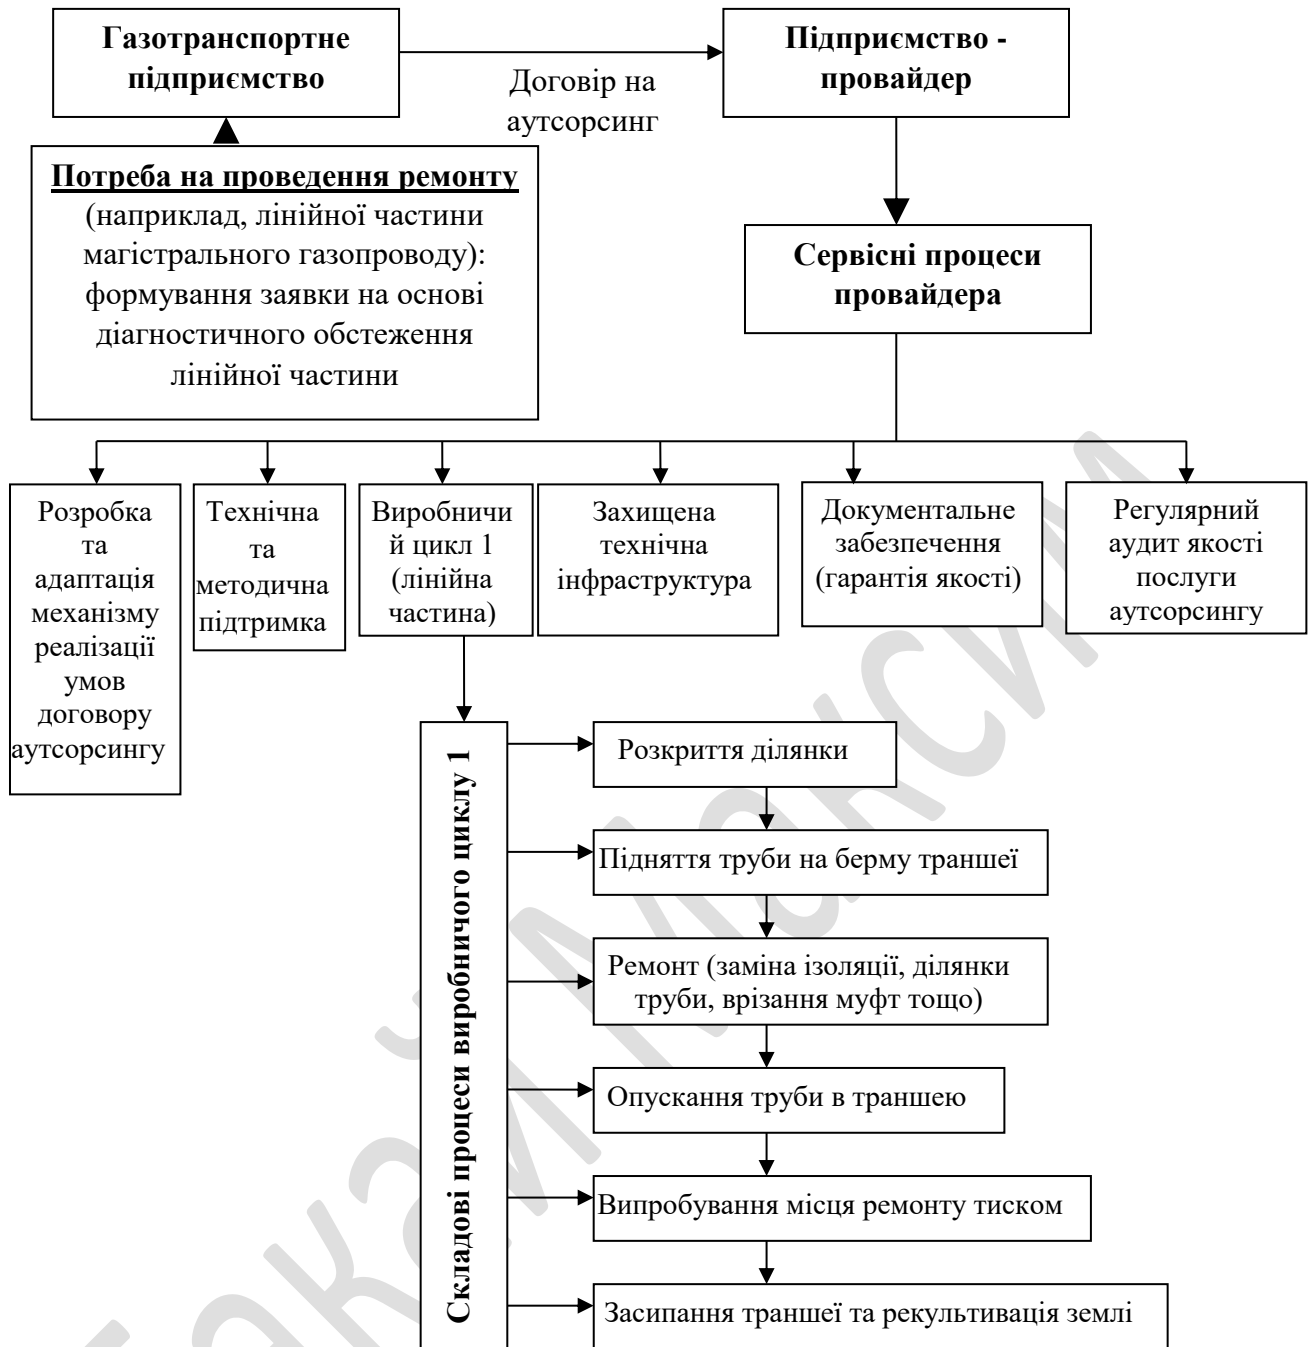 Газотранспортне
підприємство
Договір на
аутсорсинг
Підприємство -
провайдер
Потреба на проведення ремонту
(наприклад, лінійної частини
магістрального газопроводу):
формування заявки на основі
діагностичного обстеження
лінійної частини
Сервісні процеси
провайдера
Розробка
та
адаптація
механізму
реалізації
умов
договору
аутсорсингу
Технічна
та
методична
підтримка
Виробничи
й цикл 1
(лінійна
частина)
Захищена
технічна
інфраструктура
Документальне
забезпечення
(гарантія якості)
Регулярний
аудит якості
послуги
аутсорсингу
Складові процеси виробничого циклу 1
Розкриття ділянки
Підняття труби на берму траншеї
Ремонт (заміна ізоляції, ділянки
труби, врізання муфт тощо)
Опускання труби в траншею
Випробування місця ремонту тиском
Засипання траншеї та рекультивація землі